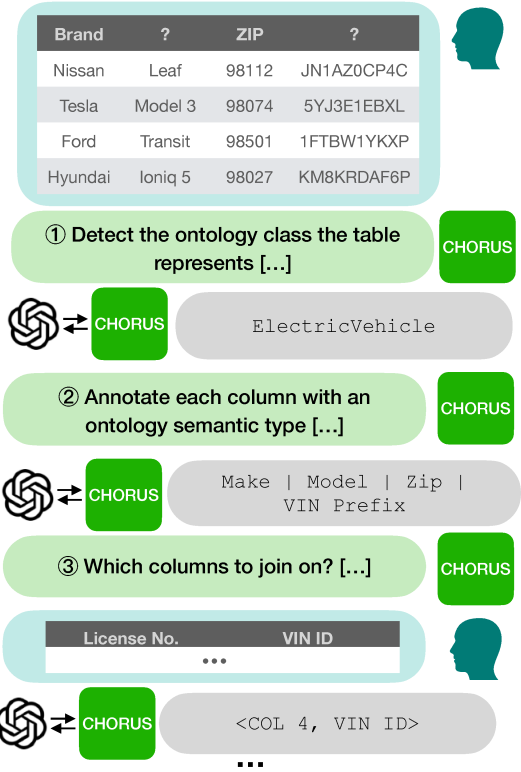 Brand ? ZIP ?
Nissan Leaf 98112 JN1AZ0CP4C
Tesla Model 3 98074 5YJ3E1EBXL
Ford Transit 98501 1FTBW1YKXP
Hyundai Ioniq 5 98027 KM8KRDAF6P
① Detect the ontology class the table
represents […]
CHORUS
CHORUS
ElectricVehicle
② Annotate each column with an
ontology semantic type […]
CHORUS
CHORUS
Make | Model | Zip |
VIN Prefix
③ Which columns to join on? […]
CHORUS
License No. VIN ID
•••
CHORUS
<COL 4, VIN ID>
...